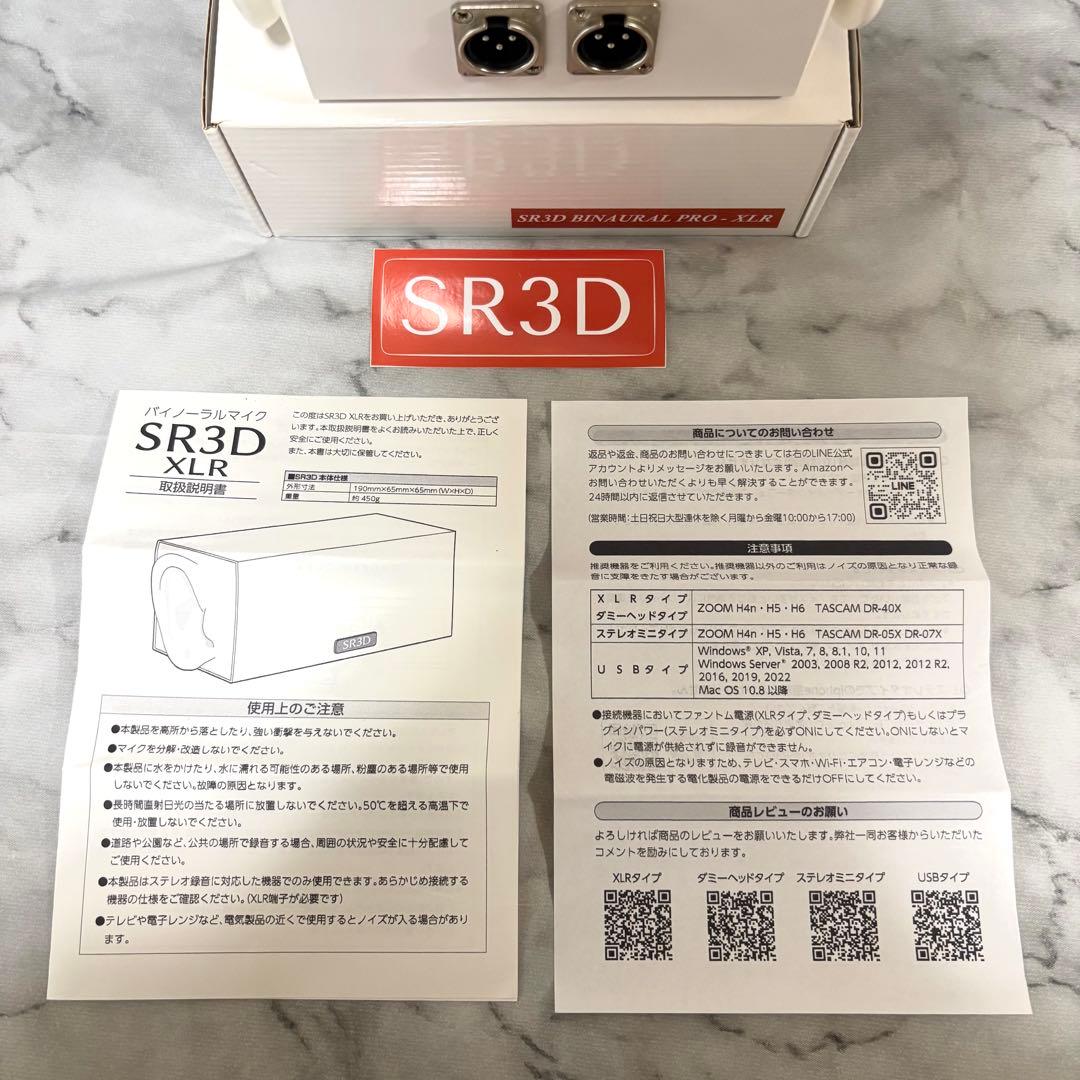 SR3D BINAURAL PRO - XLR
SR3D
バイノーラルマイク
SR3D
XLR
取扱説明書
この度はSR3D XLRをお買い上げいただき、ありがとうござ
います。本取扱説明書をよくお読みいただいた上で、正しく
安全にご使用ください。
また、本書は大切に保管してください。
■SR3D 本体仕様
外形寸法 190mm×65mm×65mm (W×H×D)
重量 約 450g
SR3D
使用上のご注意
●本製品を高所から落としたり、強い衝撃を与えないでください。
●マイクを分解・改造しないでください。
●本製品に水をかけたり、水に濡れる可能性のある場所、粉塵のある場所等で使用
しないでください。故障の原因となります。
●長時間直射日光の当たる場所に放置しないでください。50℃を超える高温下で
使用・放置しないでください。
●道路や公園など、公共の場所で録音する場合、周囲の状況や安全に十分配慮して
ご使用ください。
●本製品はステレオ録音に対応した機器でのみ使用できます。あらかじめ接続する
機器の仕様をご確認ください。(XLR端子が必要です)
●テレビや電子レンジなど、電気製品の近くで使用するとノイズが入る場合があり
ます。
商品についてのお問い合わせ
返品や返金、商品のお問い合わせにつきましては右のLINE公式
アカウントよりメッセージをお願いいたします。Amazonへ
お問い合わせいただくよりも早く解決することができます。
24時間以内に返信させていただきます。
(営業時間:土日祝日大型連休を除く月曜から金曜10:00から17:00)
LINE
注意事項
推奨機器をご利用ください。推奨機器以外のご利用はノイズの原因となり正常な録
音に支障をきたす場合がございます。
XLRタイプ
ダミーヘッドタイプ ZOOM H4n・H5・H6 TASCAM DR-40X
ステレオミニタイプ ZOOM H4n・H5・H6 TASCAM DR-05X DR-07X
USBタイプ Windows® XP, Vista, 7, 8, 8.1, 10, 11
Windows Server® 2003, 2008 R2, 2012, 2012 R2,
2016, 2019, 2022
Mac OS 10.8 以降
●接続機器においてファントム電源(XLRタイプ、ダミーヘッドタイプ)もしくはプラ
グインパワー(ステレオミニタイプ)を必ずONにしてください。ONにしないとマ
イクに電源が供給されずに録音ができません。
●ノイズの原因となりますため、テレビ・スマホ・Wi-Fi・エアコン・電子レンジなどの
電磁波を発生する電化製品の電源をできるだけOFFにしてください。
商品レビューのお願い
よろしければ商品のレビューをお願いいたします。弊社一同お客様からいただいた
コメントを励みにしております。
XLRタイプ ダミーヘッドタイプ ステレオミニタイプ USBタイプ